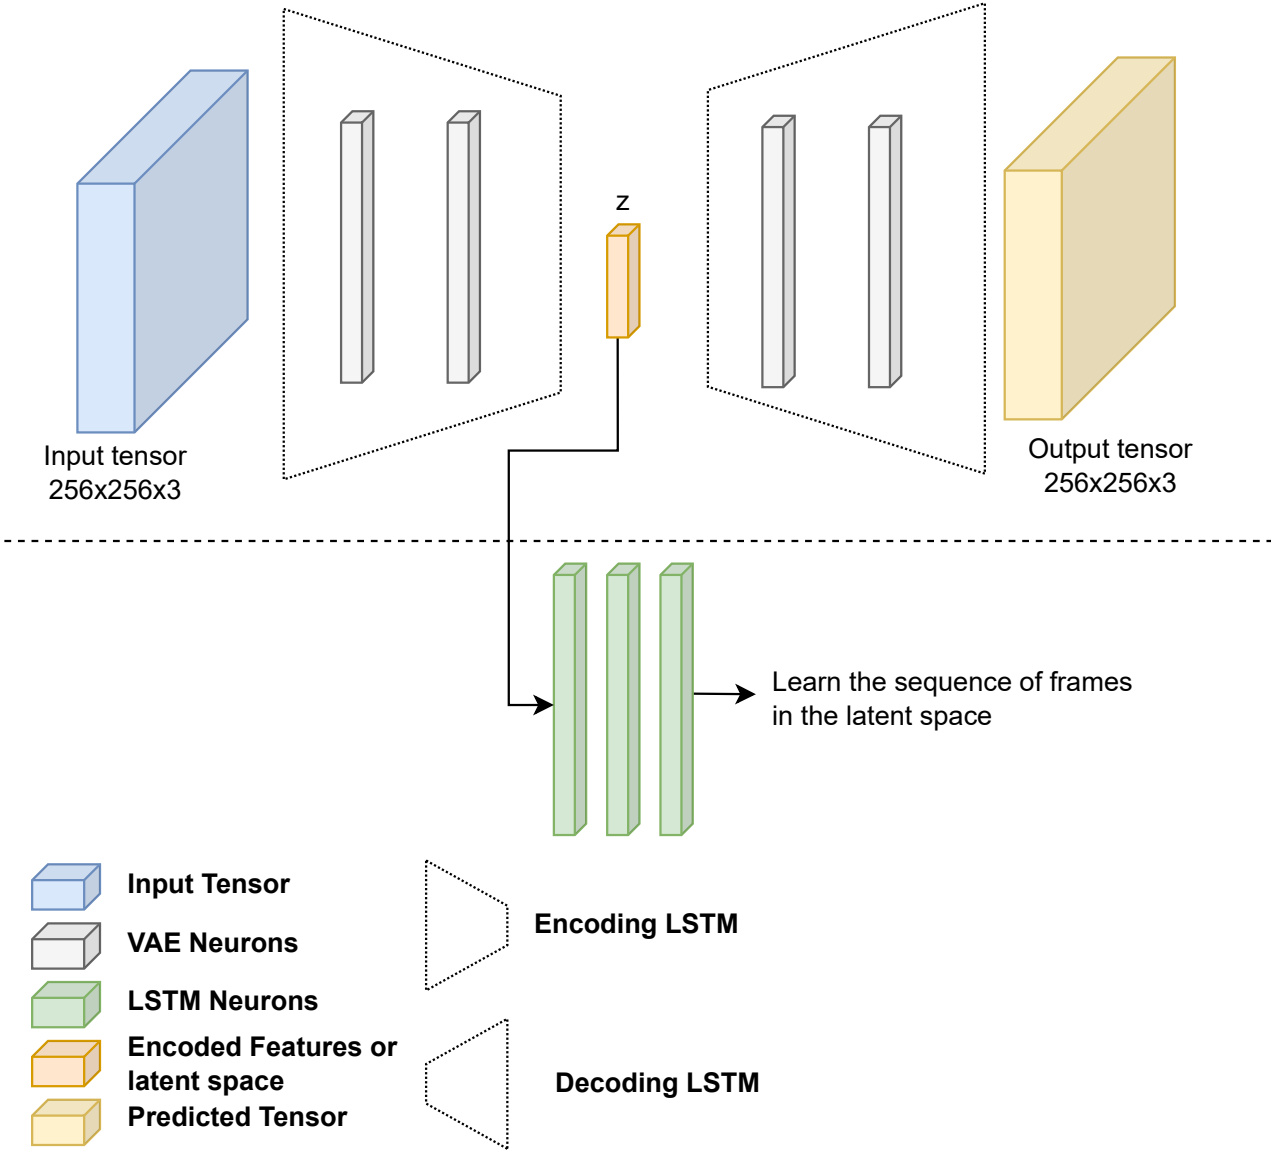 z
Input tensor
256x256x3
Output tensor
256x256x3
Learn the sequence of frames
in the latent space
Input Tensor
VAE Neurons
LSTM Neurons
Encoded Features or
latent space
Predicted Tensor
Encoding LSTM
Decoding LSTM